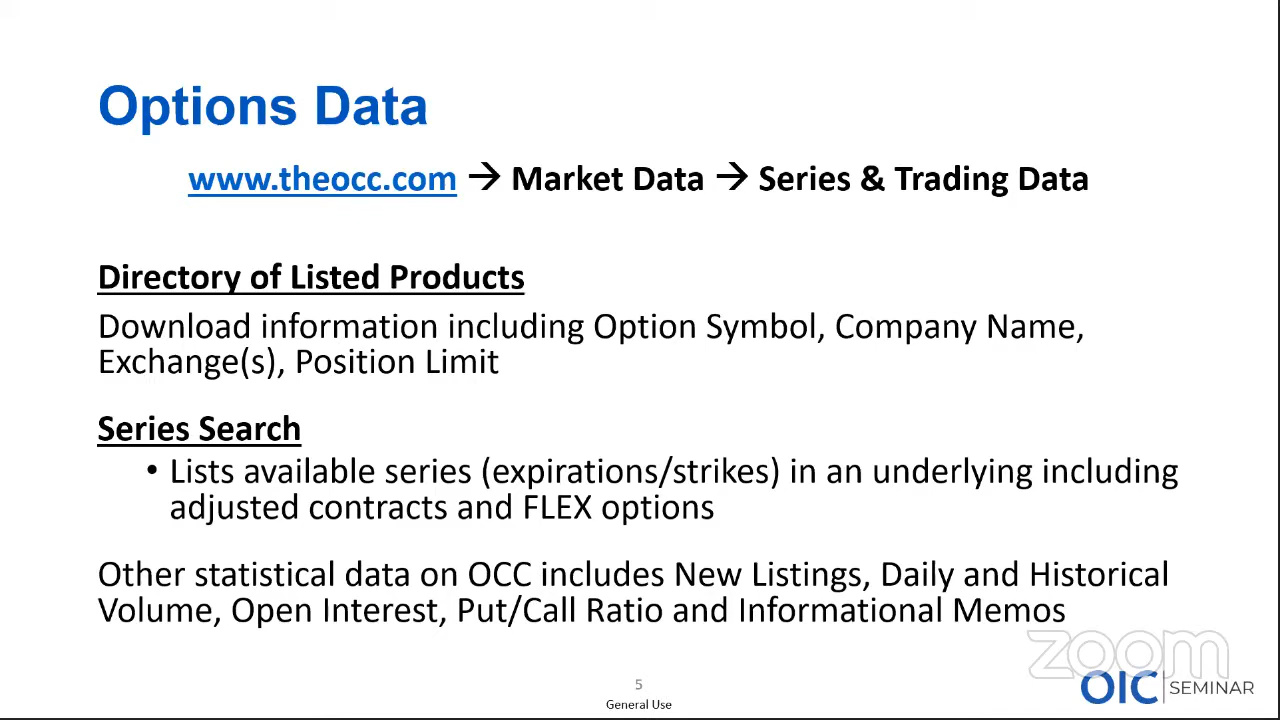 Options Data
www.theocc.com → Market Data → Series & Trading Data
Directory of Listed Products
Download information including Option Symbol, Company Name,
Exchange(s), Position Limit
Series Search
• Lists available series (expirations/strikes) in an underlying including
adjusted contracts and FLEX options
Other statistical data on OCC includes New Listings, Daily and Historical
Volume, Open Interest, Put/Call Ratio and Informational Memos
zoom
5
OIC|SEMINAR
General Use